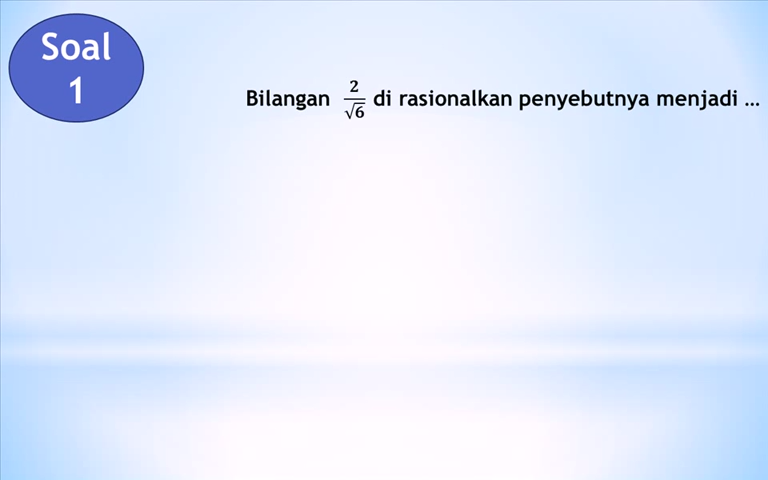 Soal
1
Bilangan 2/√6 di rasionalkan penyebutnya menjadi ...